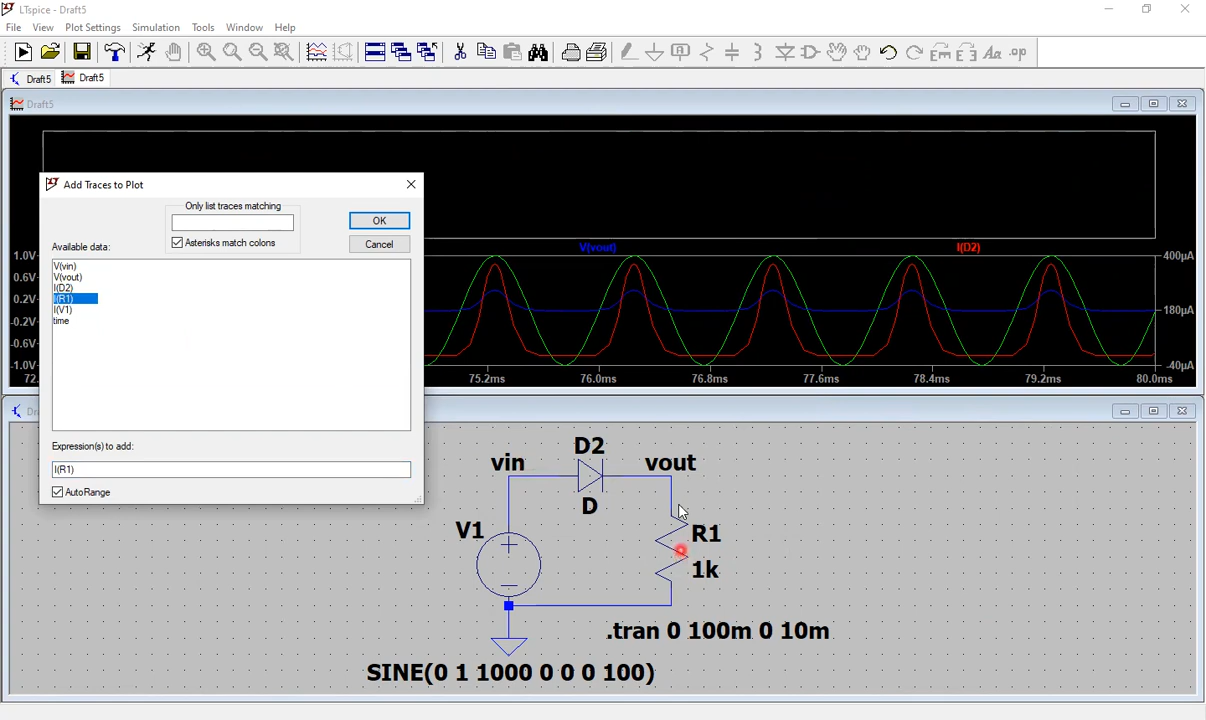 LTspice - Draft5
File View Plot Settings Simulation Tools Window Help
.op
Draft5 Draft5
Draft5
Add Traces to Plot
Only list traces matching
OK
Asterisks match colons
Cancel
Available data:
V(vin)
V(vout)
I(D2)
I(R1)
I(V1)
time
Expression(s) to add:
I(R1)
AutoRange
V(vout) I(D2)
1.0V
0.6V
0.2V
-0.2V
-0.6V
-1.0V
400µA
180µA
-40µA
72. 75.2ms 76.0ms 76.8ms 77.6ms 78.4ms 79.2ms 80.0ms
Dra
D2
vin vout
D
V1
R1
1k
.tran 0 100m 0 10m
SINE(0 1 1000 0 0 0 100)